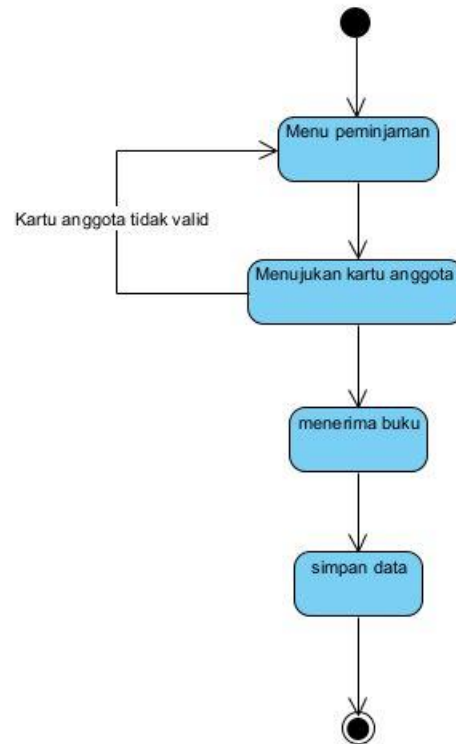 Menu peminjaman
Kartu anggota tidak valid
Menujukan kartu anggota
menerima buku
simpan data